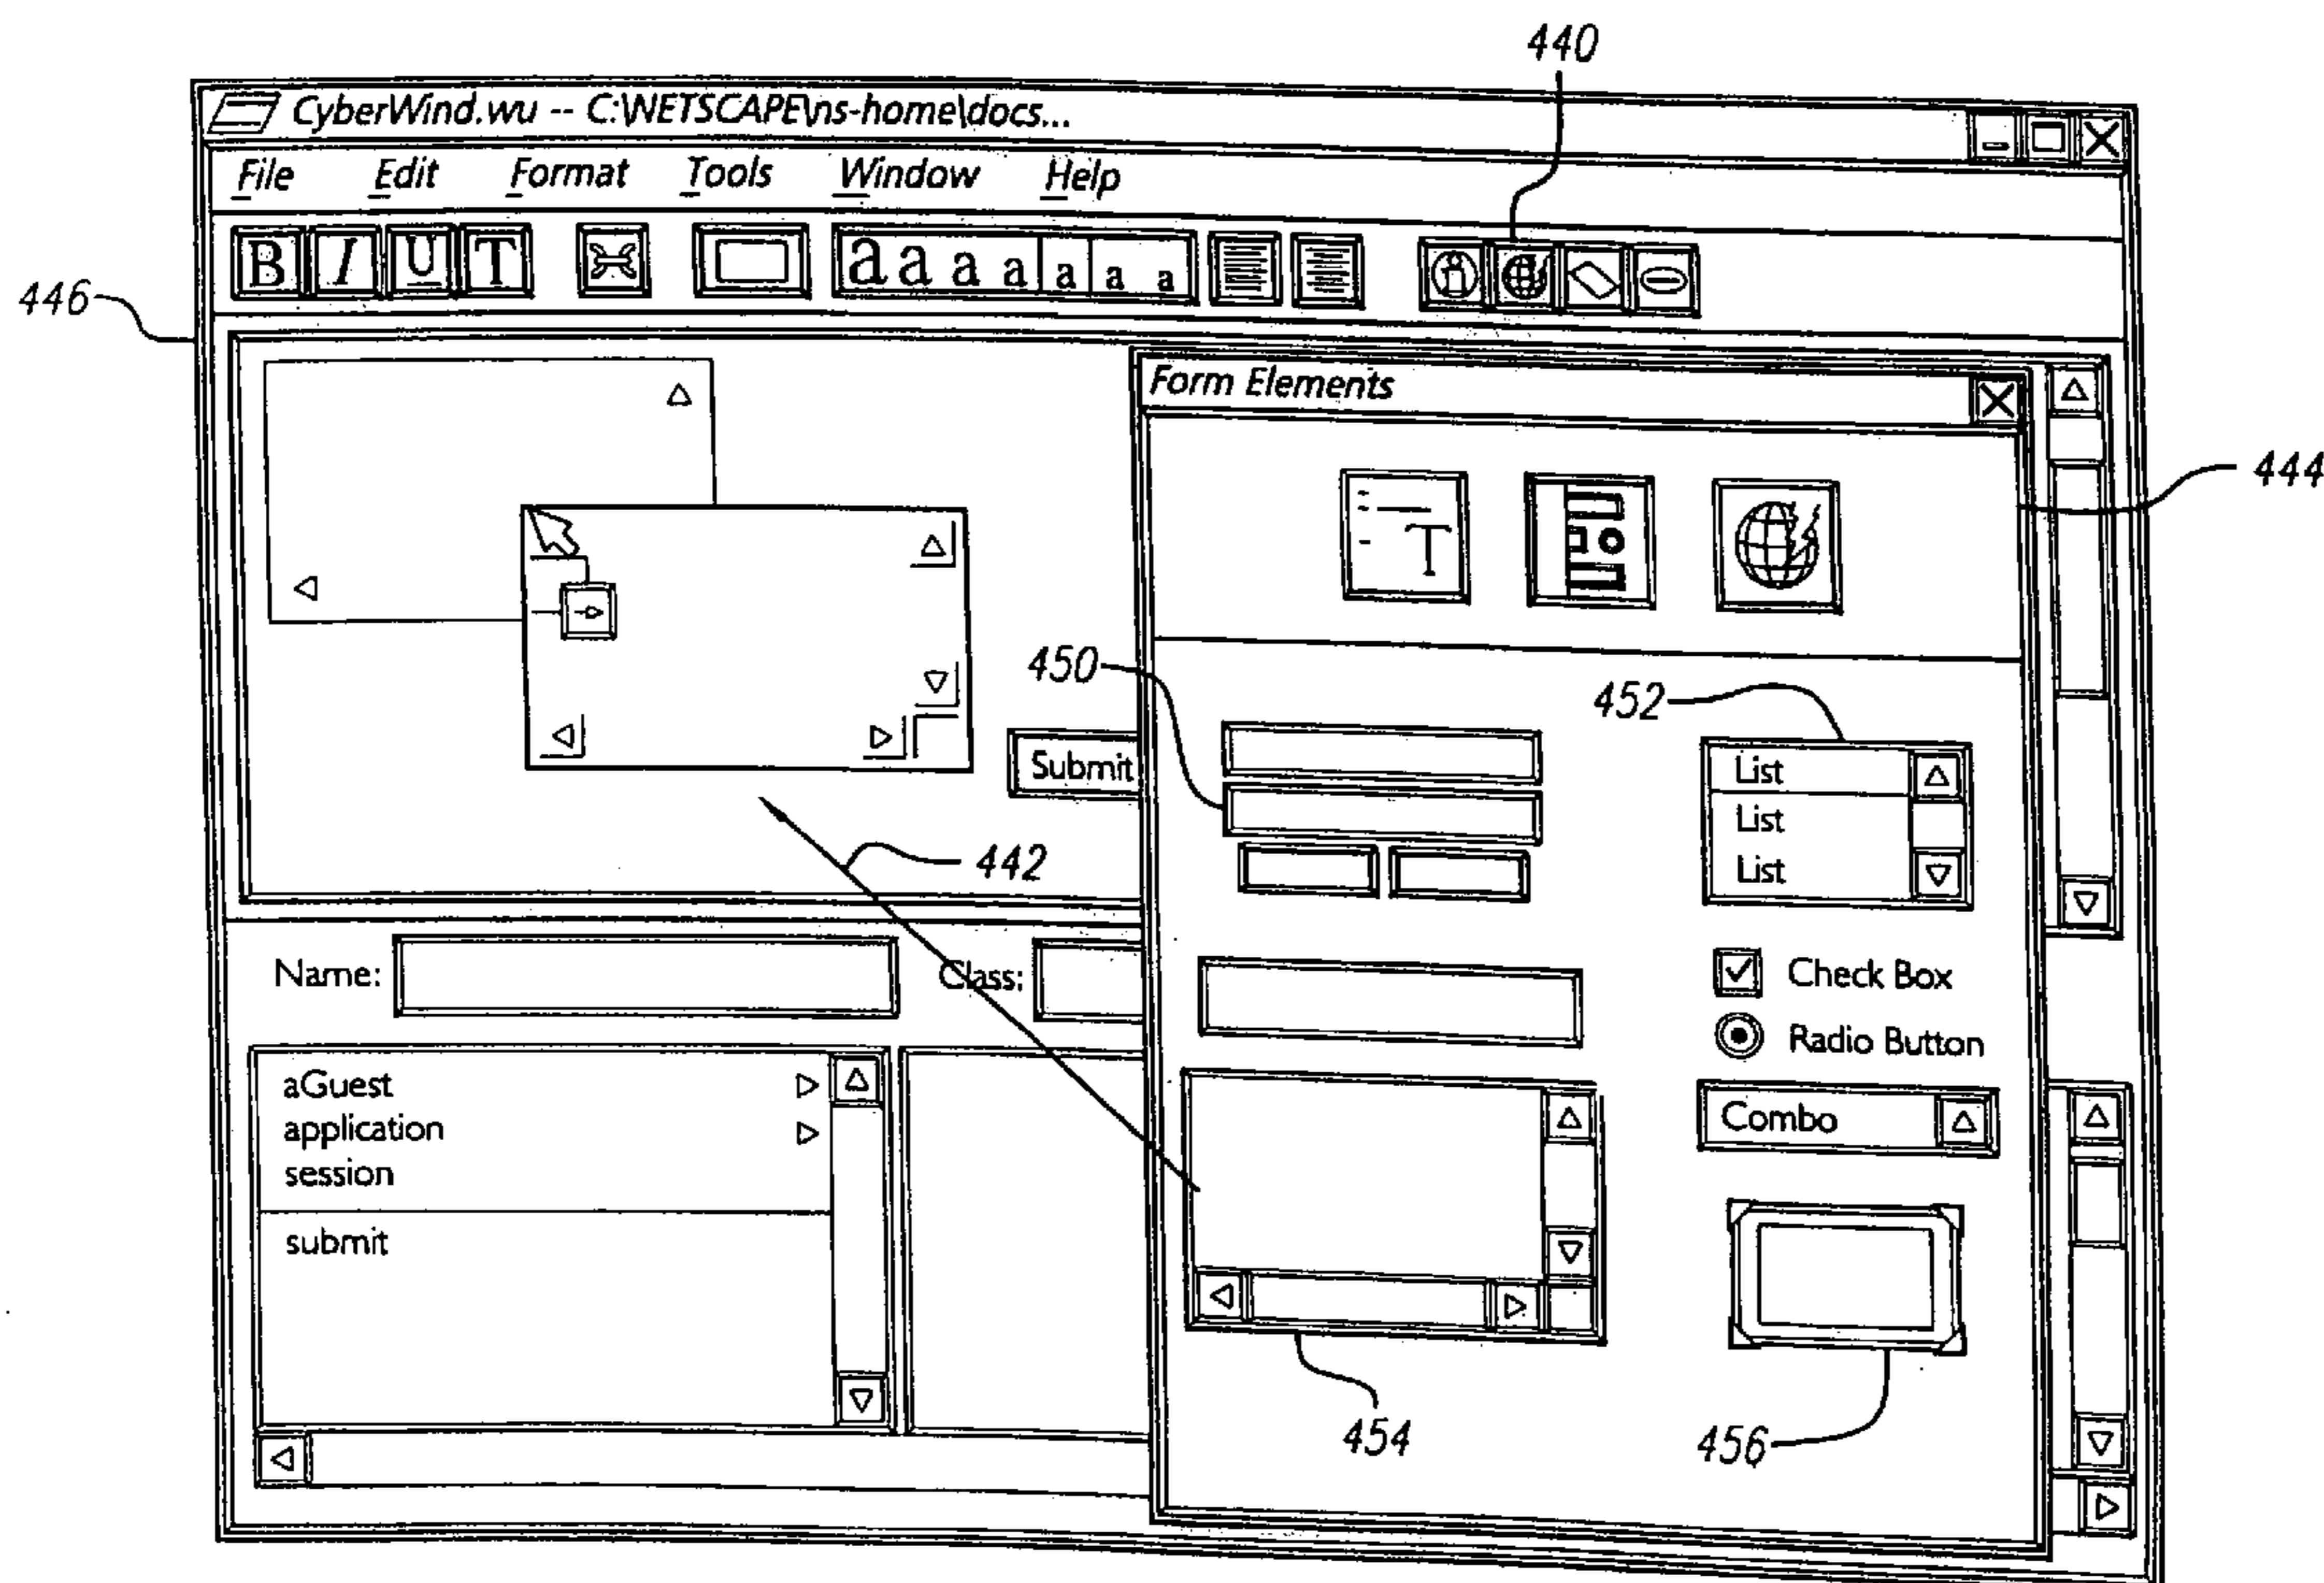 440
CyberWind.wu -- C:\NETSCAPE\ns-home\docs...
File Edit Format Tools Window Help
B I U T a a a a a a a
446
Form Elements
444
T
450
452
Submit
List
List
List
442
Name: Class:
Check Box
Radio Button
aGuest
application
session
Combo
submit
454
456